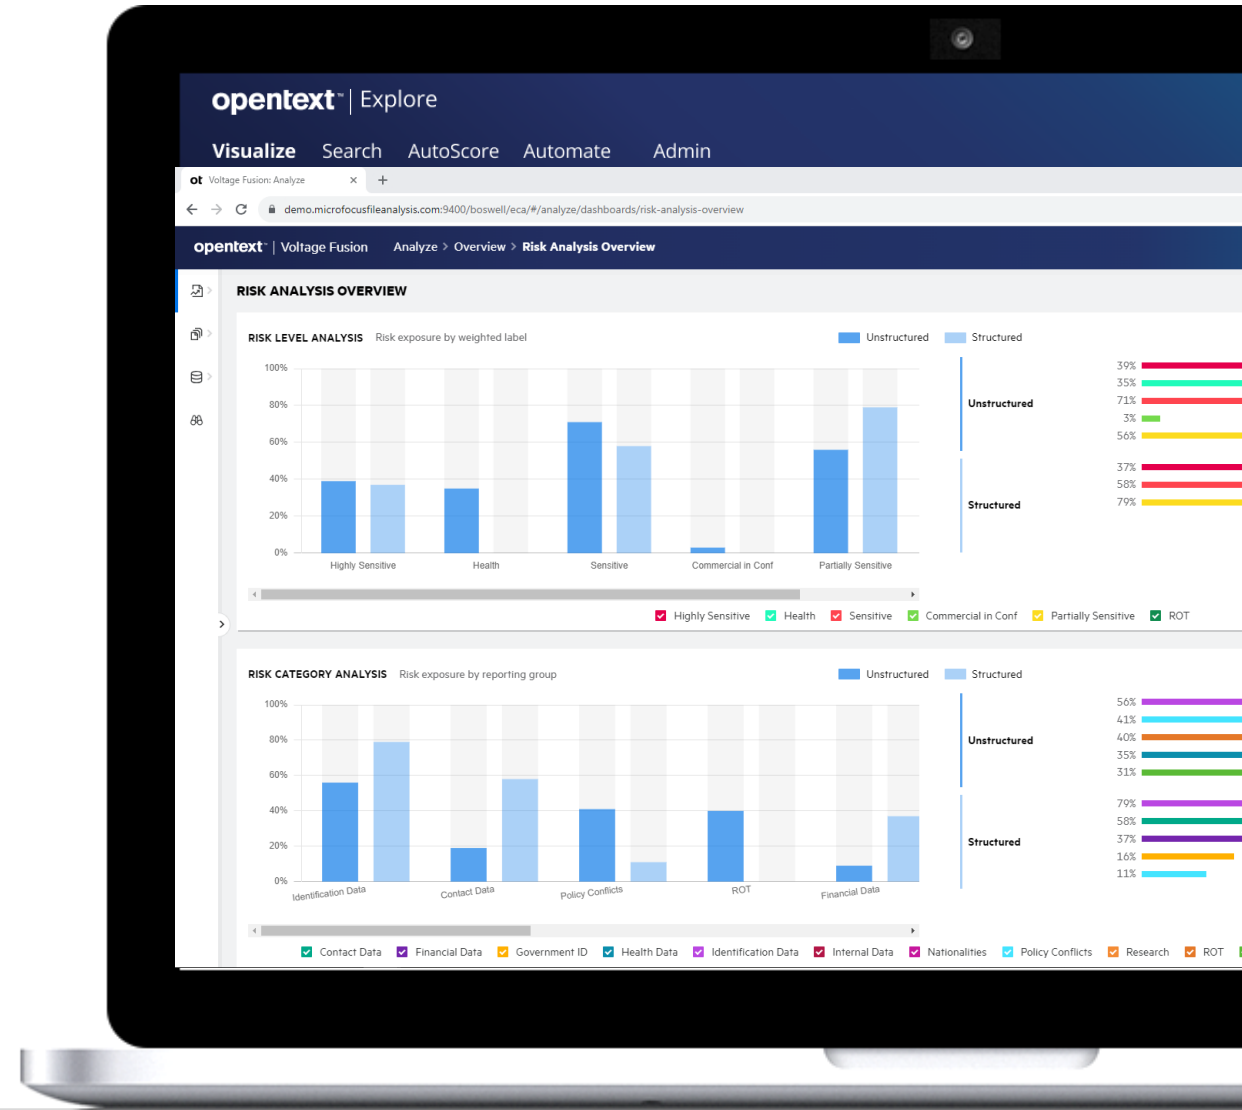 opentext™ | Explore
Visualize Search AutoScore Automate Admin
ot Voltage Fusion: Analyze × +
demo.microfocusfileanalysis.com:9400/boswell/eca/#/analyze/dashboards/risk-analysis-overview
opentext™ | Voltage Fusion Analyze > Overview > Risk Analysis Overview
RISK ANALYSIS OVERVIEW
RISK LEVEL ANALYSIS Risk exposure by weighted label Unstructured Structured
100%
80%
60%
40%
20%
0%
Highly Sensitive Health Sensitive Commercial in Conf Partially Sensitive
Unstructured
39%
35%
71%
3%
56%
Structured
37%
58%
79%
Highly Sensitive Health Sensitive Commercial in Conf Partially Sensitive ROT
RISK CATEGORY ANALYSIS Risk exposure by reporting group Unstructured Structured
100%
80%
60%
40%
20%
0%
Identification Data Contact Data Policy Conflicts ROT Financial Data
Unstructured
56%
41%
40%
35%
31%
Structured
79%
58%
37%
16%
11%
Contact Data Financial Data Government ID Health Data Identification Data Internal Data Nationalities Policy Conflicts Research ROT